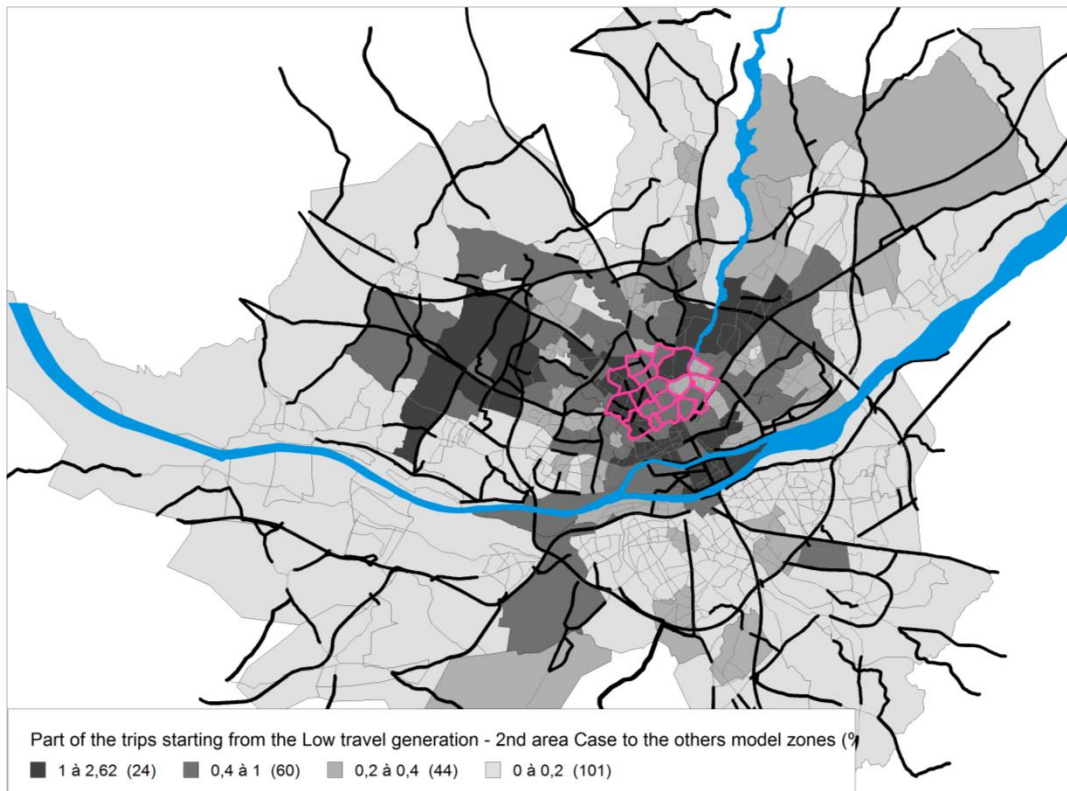 Part of the trips starting from the Low travel generation - 2nd area Case to the others model zones (%
1 à 2,62 (24) 0,4 à 1 (60) 0,2 à 0,4 (44) 0 à 0,2 (101)